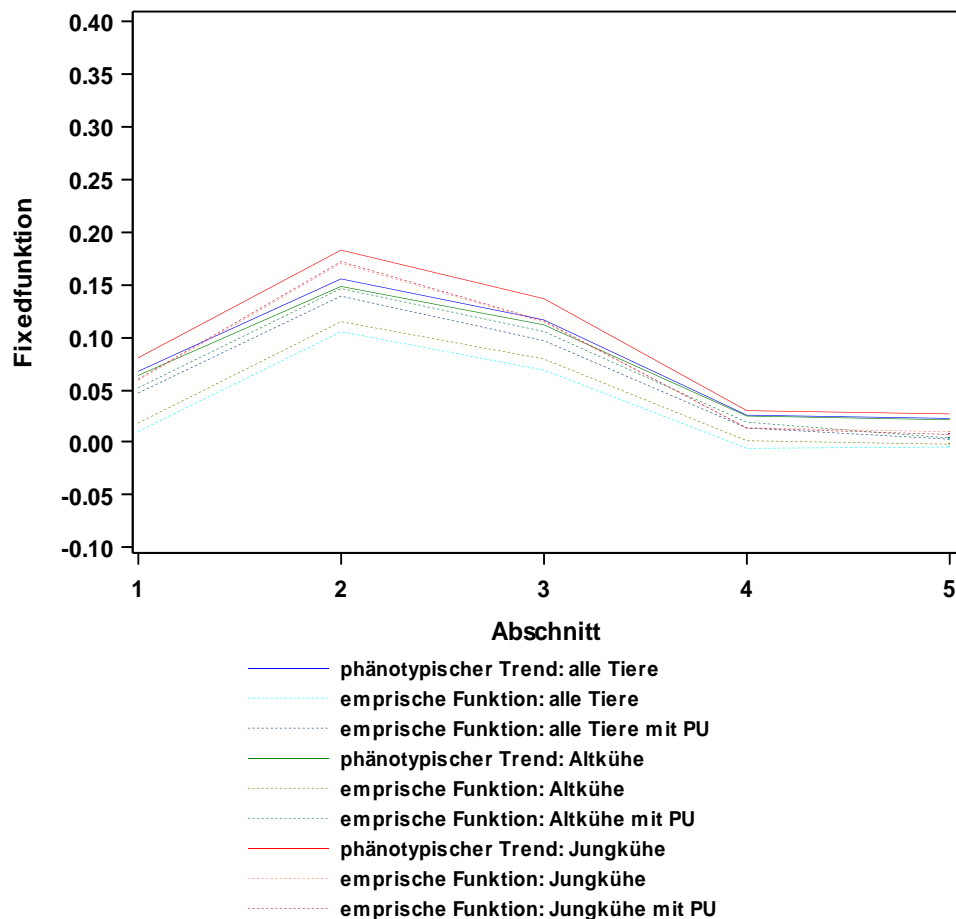 0.40
0.35
0.30
0.25
0.20
0.15
0.10
0.05
0.00
-0.05
-0.10
Fixedfunktion
1 2 3 4 5
Abschnitt
phänotypischer Trend: alle Tiere
emprische Funktion: alle Tiere
emprische Funktion: alle Tiere mit PU
phänotypischer Trend: Altkühe
emprische Funktion: Altkühe
emprische Funktion: Altkühe mit PU
phänotypischer Trend: Jungkühe
emprische Funktion: Jungkühe
emprische Funktion: Jungkühe mit PU